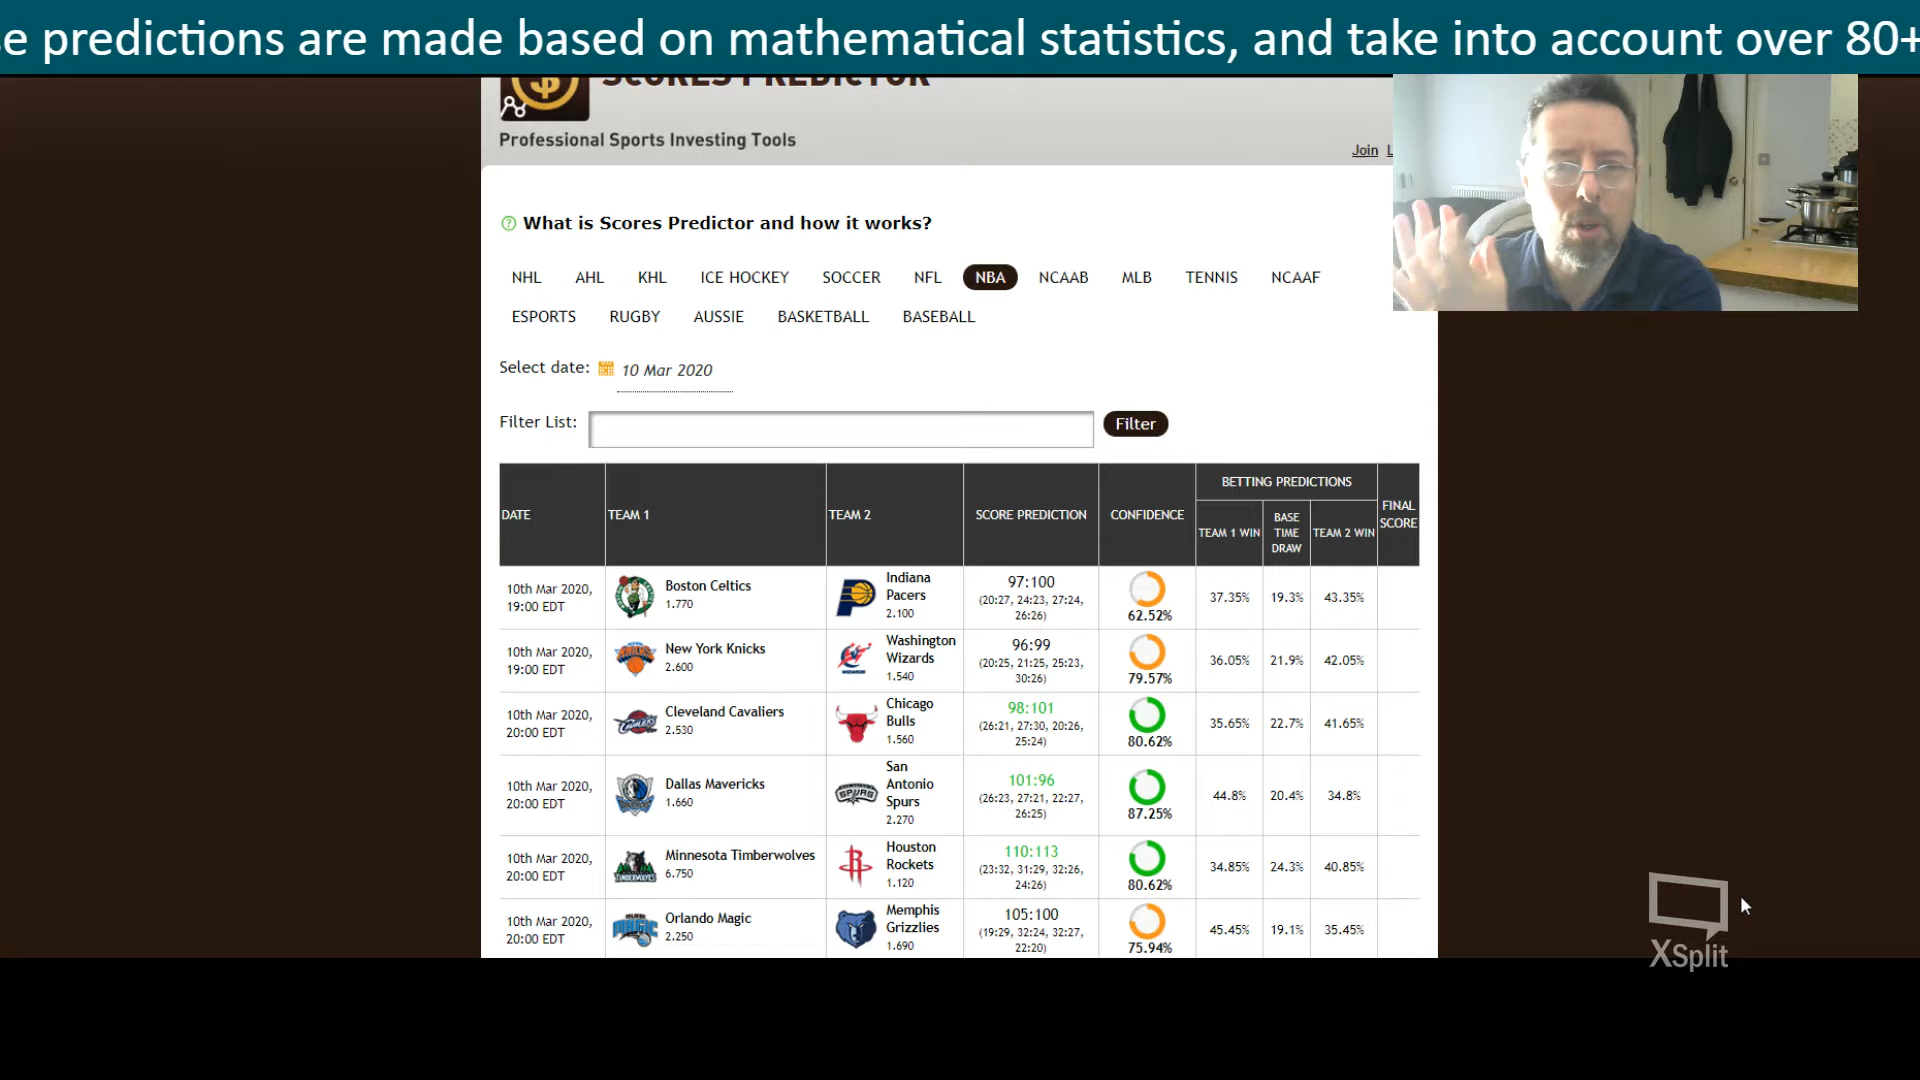 e predictions are made based on mathematical statistics, and take into account over 80+
SCORES PREDICTOR
Professional Sports Investing Tools
Join L
What is Scores Predictor and how it works?
NHL AHL KHL ICE HOCKEY SOCCER NFL NBA NCAAB MLB TENNIS NCAAF
ESPORTS RUGBY AUSSIE BASKETBALL BASEBALL
Select date: 10 Mar 2020
Filter List: Filter
DATE TEAM 1 TEAM 2 SCORE PREDICTION CONFIDENCE BETTING PREDICTIONS FINAL SCORE
TEAM 1 WIN BASE TIME DRAW TEAM 2 WIN
10th Mar 2020, 19:00 EDT Boston Celtics 1.770 Indiana Pacers 2.100 97:100 (20:27, 24:23, 27:24, 26:26) 62.52% 37.35% 19.3% 43.35%
10th Mar 2020, 19:00 EDT New York Knicks 2.600 Washington Wizards 1.540 96:99 (20:25, 21:25, 25:23, 30:26) 79.57% 36.05% 21.9% 42.05%
10th Mar 2020, 20:00 EDT CAVALIERS Cleveland Cavaliers 2.530 Chicago Bulls 1.560 98:101 (26:21, 27:30, 20:26, 25:24) 80.62% 35.65% 22.7% 41.65%
10th Mar 2020, 20:00 EDT Dallas Mavericks 1.660 SPURS San Antonio Spurs 2.270 101:96 (26:23, 27:21, 22:27, 26:25) 87.25% 44.8% 20.4% 34.8%
10th Mar 2020, 20:00 EDT Minnesota Timberwolves 6.750 Houston Rockets 1.120 110:113 (23:32, 31:29, 32:26, 24:26) 80.62% 34.85% 24.3% 40.85%
10th Mar 2020, 20:00 EDT MAGIC Orlando Magic 2.250 Memphis Grizzlies 1.690 105:100 (19:29, 32:24, 32:27, 22:20) 75.94% 45.45% 19.1% 35.45%
XSplit